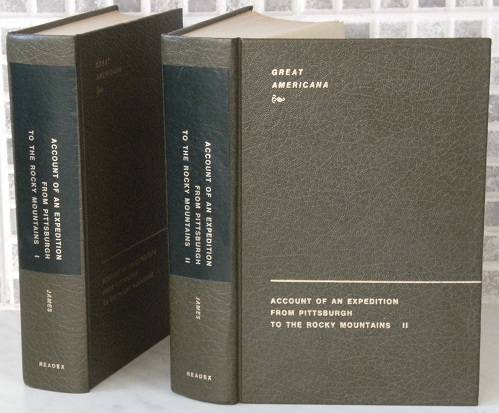 ACCOUNT OF AN EXPEDITION
FROM PITTSBURGH
TO THE ROCKY MOUNTAINS I
JAMES
READEX
GREAT
AMERICANA
ACCOUNT OF AN EXPEDITION
FROM PITTSBURGH
TO THE ROCKY MOUNTAINS II
JAMES
READEX
GREAT
AMERICANA
ACCOUNT OF AN EXPEDITION
FROM PITTSBURGH
TO THE ROCKY MOUNTAINS II